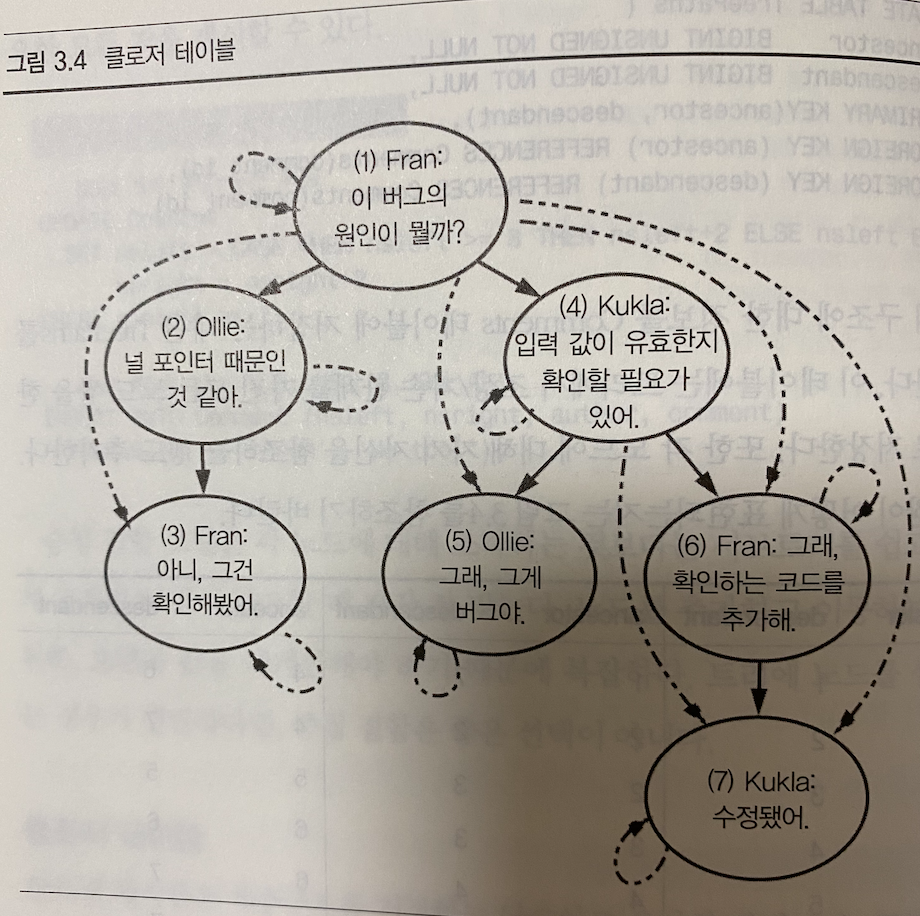 그림 3.4 클로저 테이블
(1) Fran:
이 버그의
원인이 뭘까?
(2) Ollie:
널 포인터 때문인
것 같아.
(4) Kukla:
입력 값이 유효한지
확인할 필요가
있어.
(3) Fran:
아니, 그건
확인해봤어.
(5) Ollie:
그래, 그게
버그야.
(6) Fran: 그래,
확인하는 코드를
추가해.
(7) Kukla:
수정됐어.